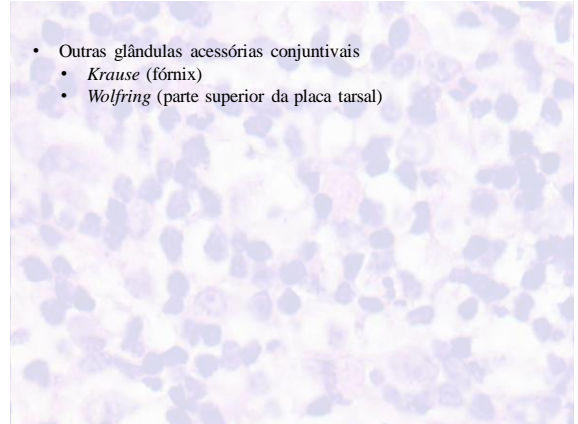 • Outras glândulas acessórias conjuntivais
• Krause (fórnix)
• Wolfring (parte superior da placa tarsal)